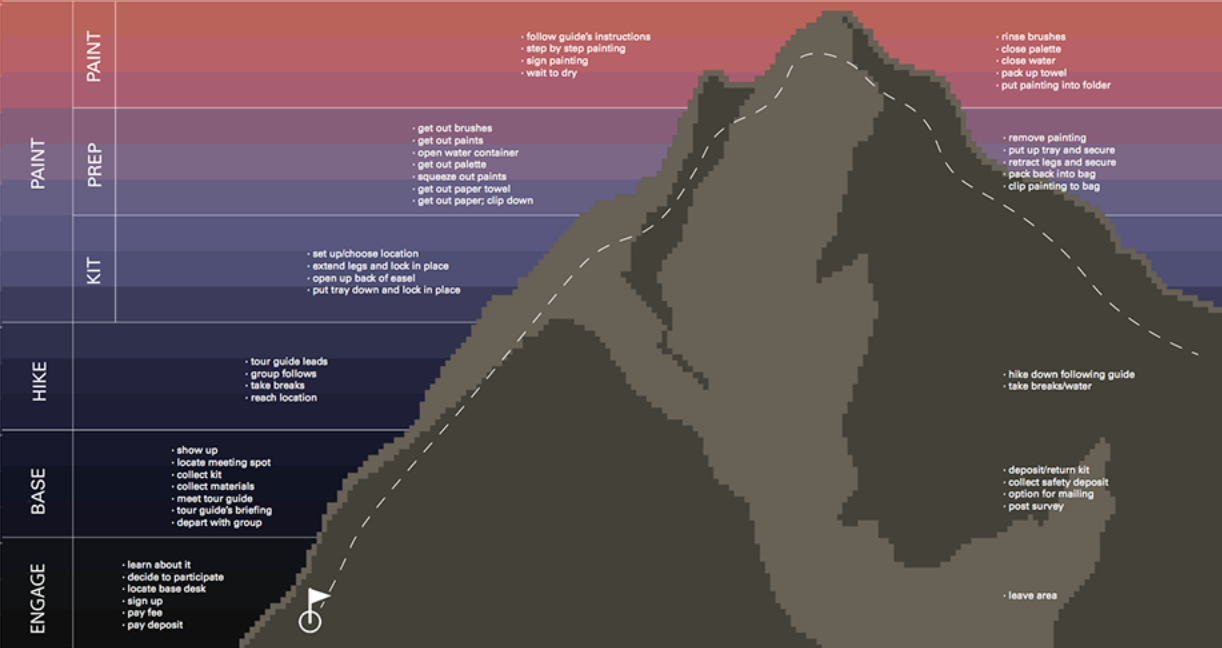 PAINT
PAINT
· follow guide's instructions
· step by step painting
· sign painting
· wait to dry
· rinse brushes
· close palette
· close water
· pack up towel
· put painting into folder
PREP
· get out brushes
· get out paints
· open water container
· get out palette
· squeeze out paints
· get out paper towel
· get out paper; clip down
· remove painting
· put up tray and secure
· retract legs and secure
· pack back into bag
· clip painting to bag
KIT
· set up/choose location
· extend legs and lock in place
· open up back of easel
· put tray down and lock in place
HIKE
· tour guide leads
· group follows
· take breaks
· reach location
· hike down following guide
· take breaks/water
BASE
· show up
· locate meeting spot
· collect kit
· collect materials
· meet tour guide
· tour guide's briefing
· depart with group
· deposit/return kit
· collect safety deposit
· option for mailing
· post survey
ENGAGE
· learn about it
· decide to participate
· locate base desk
· sign up
· pay fee
· pay deposit
· leave area